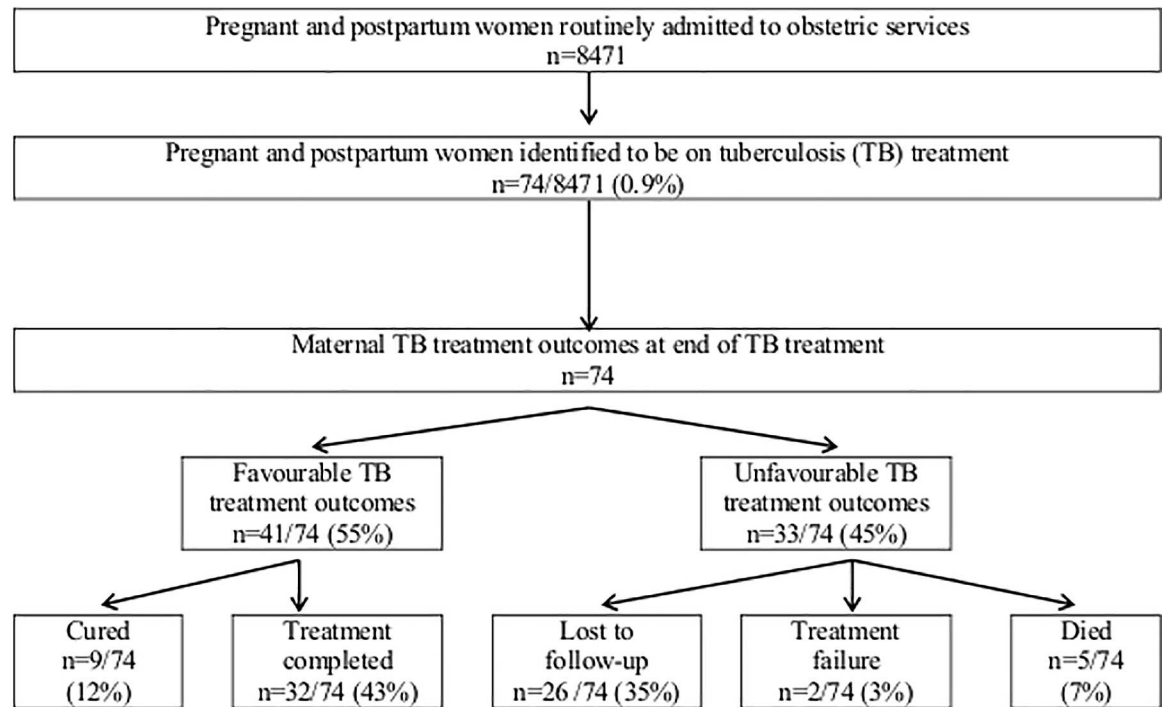 Pregnant and postpartum women routinely admitted to obstetric services
n=8471
Pregnant and postpartum women identified to be on tuberculosis (TB) treatment
n=74/8471 (0.9%)
Maternal TB treatment outcomes at end of TB treatment
n=74
Favourable TB
treatment outcomes
n=41/74 (55%)
Unfavourable TB
treatment outcomes
n=33/74 (45%)
Cured
n=9/74
(12%)
Treatment
completed
n=32/74 (43%)
Lost to
follow-up
n=26 /74 (35%)
Treatment
failure
n=2/74 (3%)
Died
n=5/74
(7%)